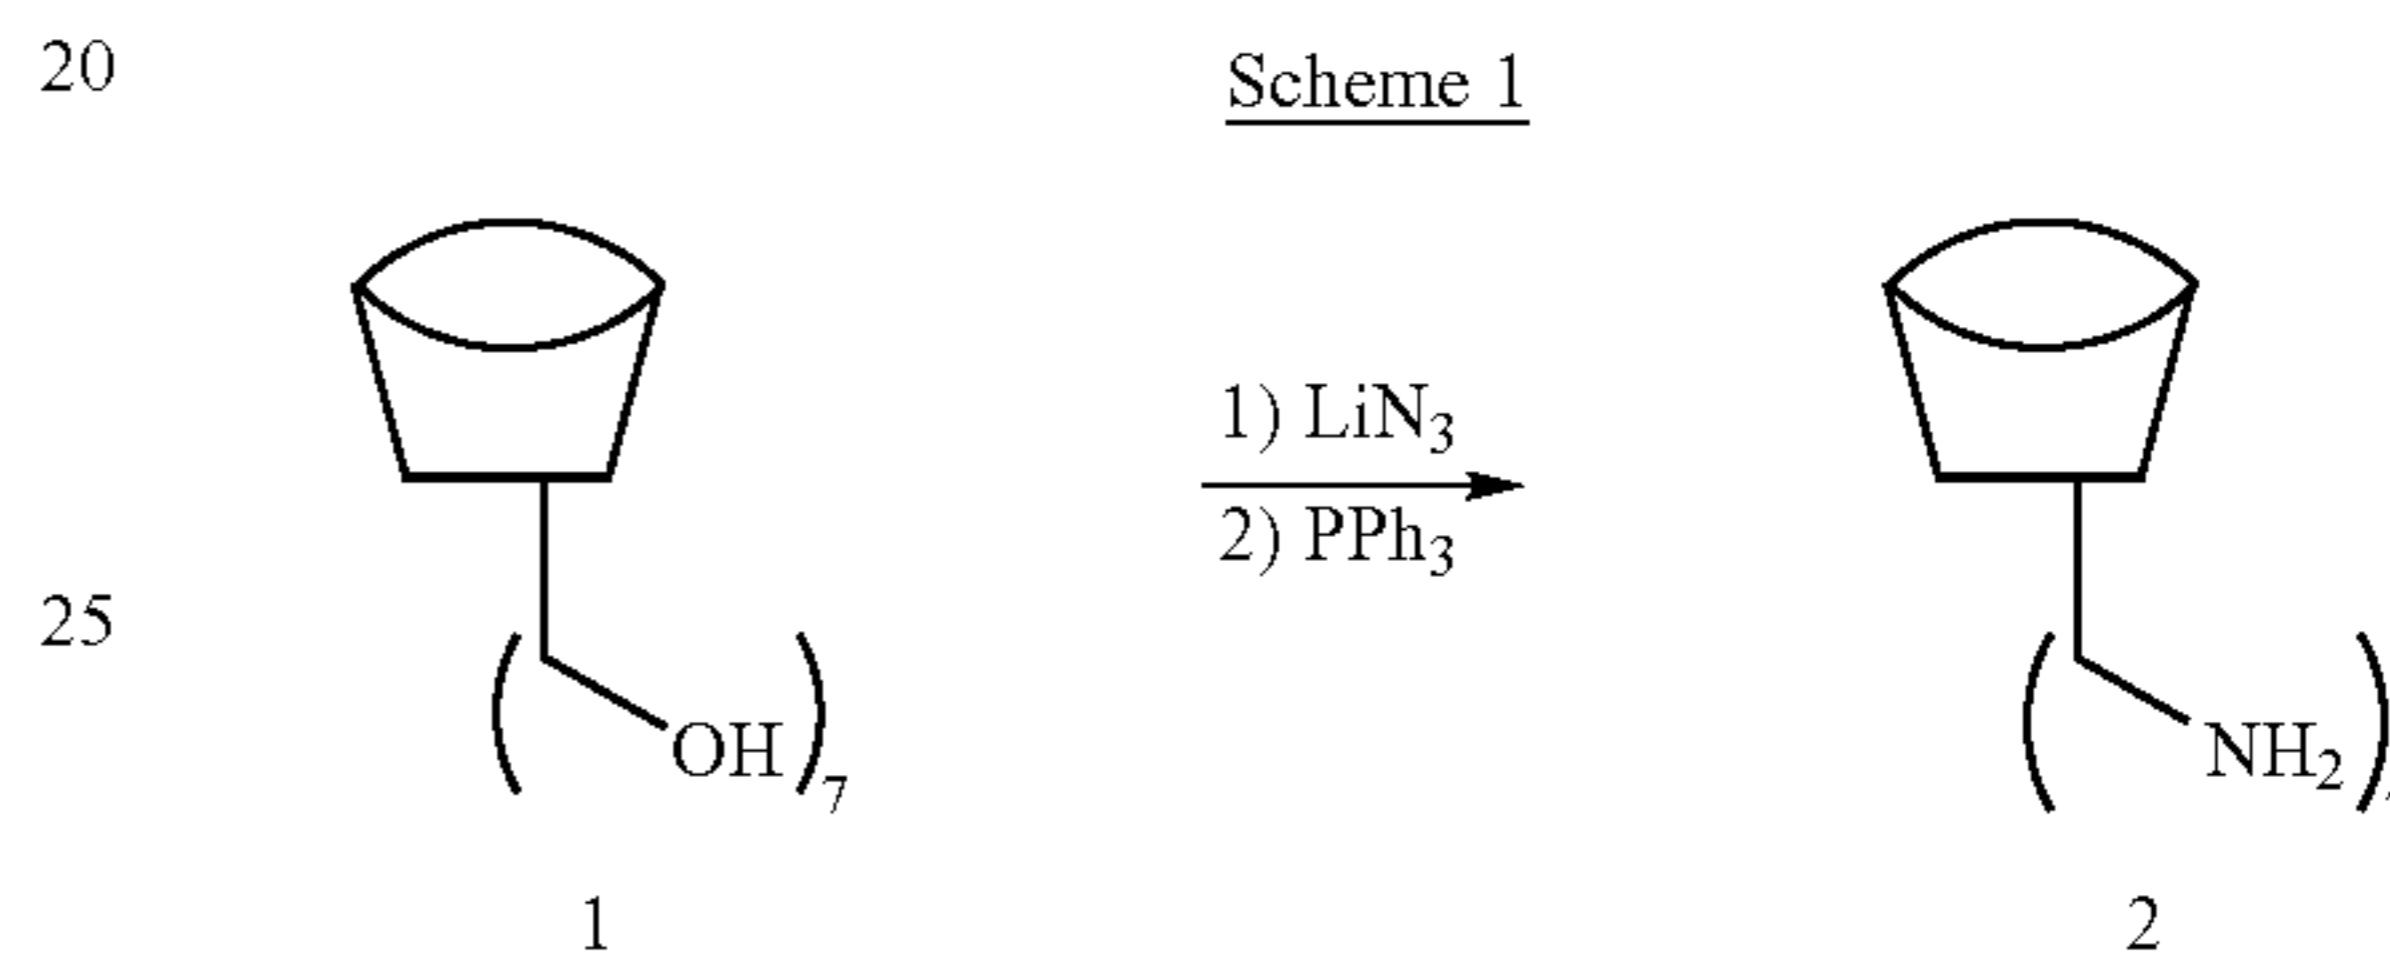 20
Scheme 1
1) LiN₃
2) PPh₃
25
( OH )₇
( NH₂ )
1
2